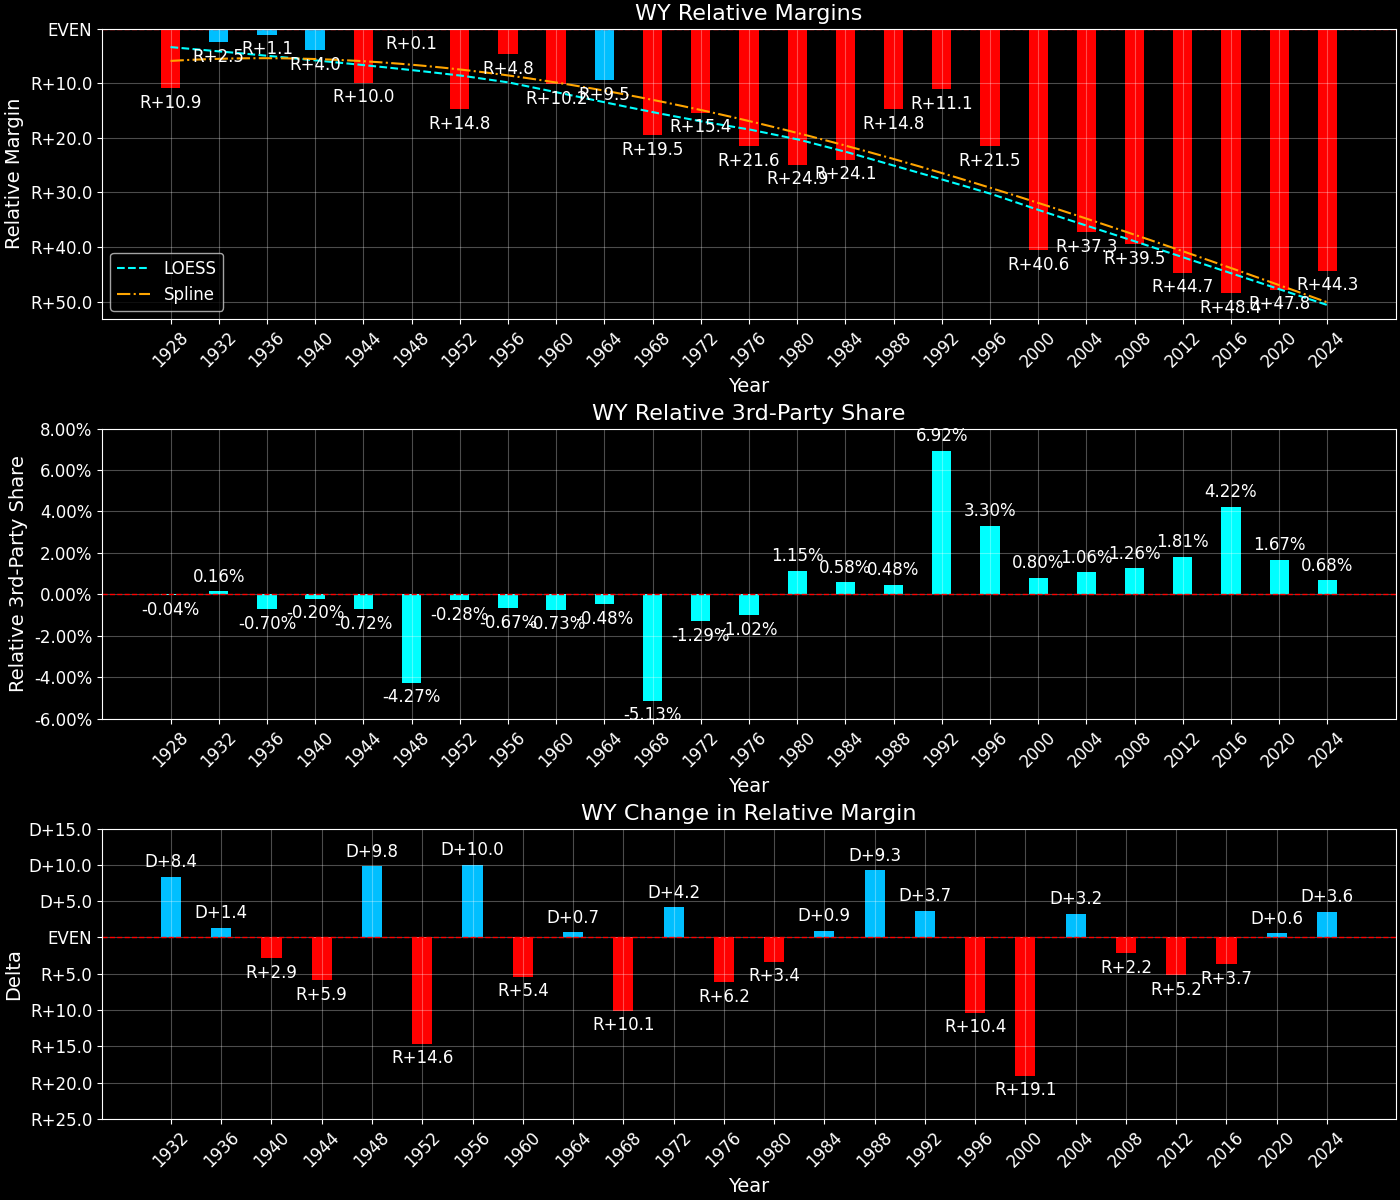 WY Relative Margins
Relative Margin
EVEN
R+10.0
R+20.0
R+30.0
R+40.0
R+50.0
R+10.9
R+2.5
R+1.1
R+4.0
R+10.0
R+0.1
R+14.8
R+4.8
R+10.2
R+9.5
R+19.5
R+15.4
R+21.6
R+24.9
R+24.1
R+14.8
R+11.1
R+21.5
R+40.6
R+37.3
R+39.5
R+44.7
R+48.4
R+47.8
R+44.3
LOESS
Spline
1928 1932 1936 1940 1944 1948 1952 1956 1960 1964 1968 1972 1976 1980 1984 1988 1992 1996 2000 2004 2008 2012 2016 2020 2024
Year
WY Relative 3rd-Party Share
Relative 3rd-Party Share
8.00%
6.00%
4.00%
2.00%
0.00%
-2.00%
-4.00%
-6.00%
-0.04%
0.16%
-0.70%
-0.20%
-0.72%
-4.27%
-0.28%
-0.67%
-0.73%
-0.48%
-5.13%
-1.29%
-1.02%
1.15%
0.58%
0.48%
6.92%
3.30%
0.80%
1.06%
1.26%
1.81%
4.22%
1.67%
0.68%
1928 1932 1936 1940 1944 1948 1952 1956 1960 1964 1968 1972 1976 1980 1984 1988 1992 1996 2000 2004 2008 2012 2016 2020 2024
Year
WY Change in Relative Margin
Delta
D+15.0
D+10.0
D+5.0
EVEN
R+5.0
R+10.0
R+15.0
R+20.0
R+25.0
D+8.4
D+1.4
R+2.9
R+5.9
D+9.8
R+14.6
D+10.0
R+5.4
D+0.7
R+10.1
D+4.2
R+6.2
R+3.4
D+0.9
D+9.3
D+3.7
R+10.4
R+19.1
D+3.2
R+2.2
R+5.2
R+3.7
D+0.6
D+3.6
1932 1936 1940 1944 1948 1952 1956 1960 1964 1968 1972 1976 1980 1984 1988 1992 1996 2000 2004 2008 2012 2016 2020 2024
Year